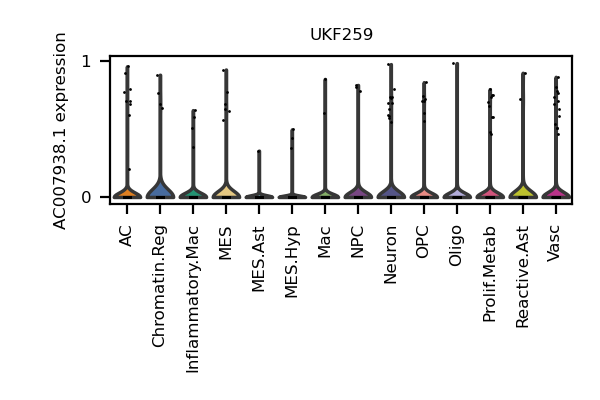 UKF259
AC007938.1 expression
1
0
AC
Chromatin.Reg
Inflammatory.Mac
MES
MES.Ast
MES.Hyp
Mac
NPC
Neuron
OPC
Oligo
Prolif.Metab
Reactive.Ast
Vasc